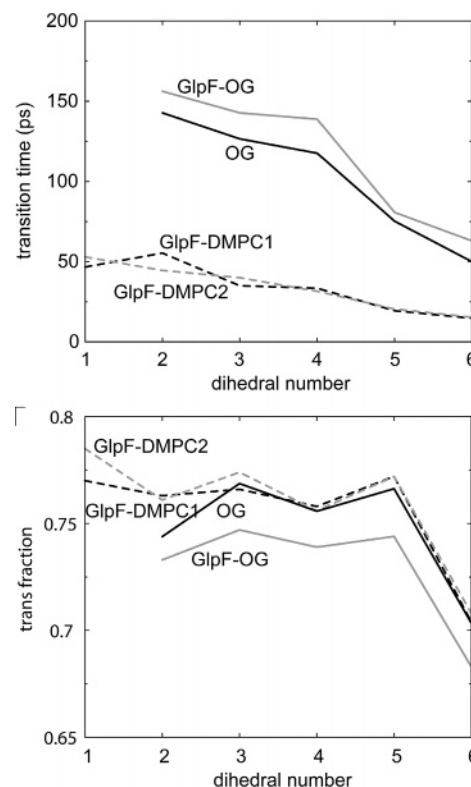 200
150
100
50
0
transition time (ps)
GlpF-OG
OG
GlpF-DMPC1
GlpF-DMPC2
1 2 3 4 5 6
dihedral number
0.8
0.75
0.7
0.65
trans fraction
GlpF-DMPC2
GlpF-DMPC1 OG
GlpF-OG
1 2 3 4 5 6
dihedral number